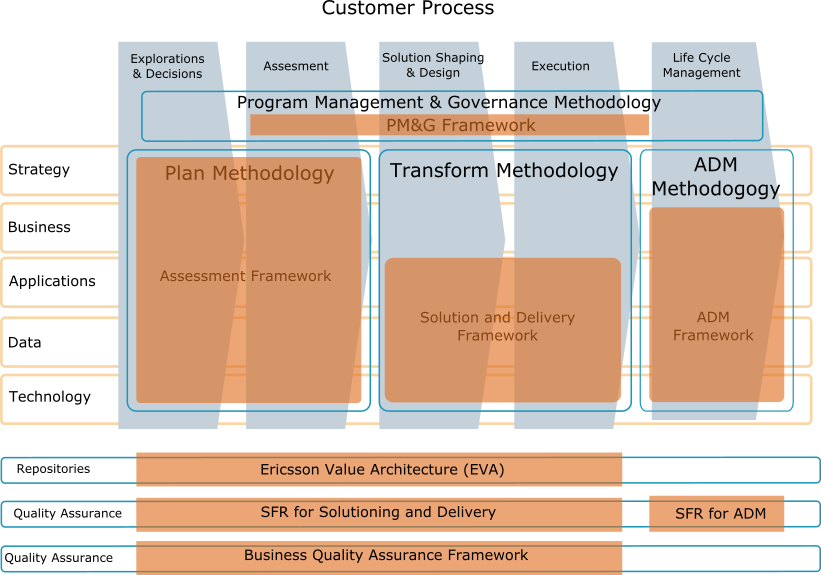 Customer Process
Explorations
& Decisions
Assesment
Solution Shaping
& Design
Execution
Life Cycle
Management
Program Management & Governance Methodology
PM&G Framework
Strategy
Plan Methodology
Transform Methodology
ADM
Methodogogy
Business
Applications
Assessment Framework
Solution and Delivery
Framework
ADM
Framework
Data
Technology
Repositories
Ericsson Value Architecture (EVA)
Quality Assurance
SFR for Solutioning and Delivery
SFR for ADM
Quality Assurance
Business Quality Assurance Framework